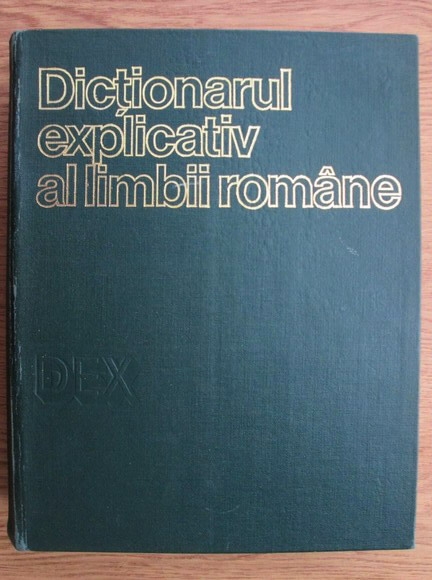 Dicționarul
explicativ
al limbii române
DEX